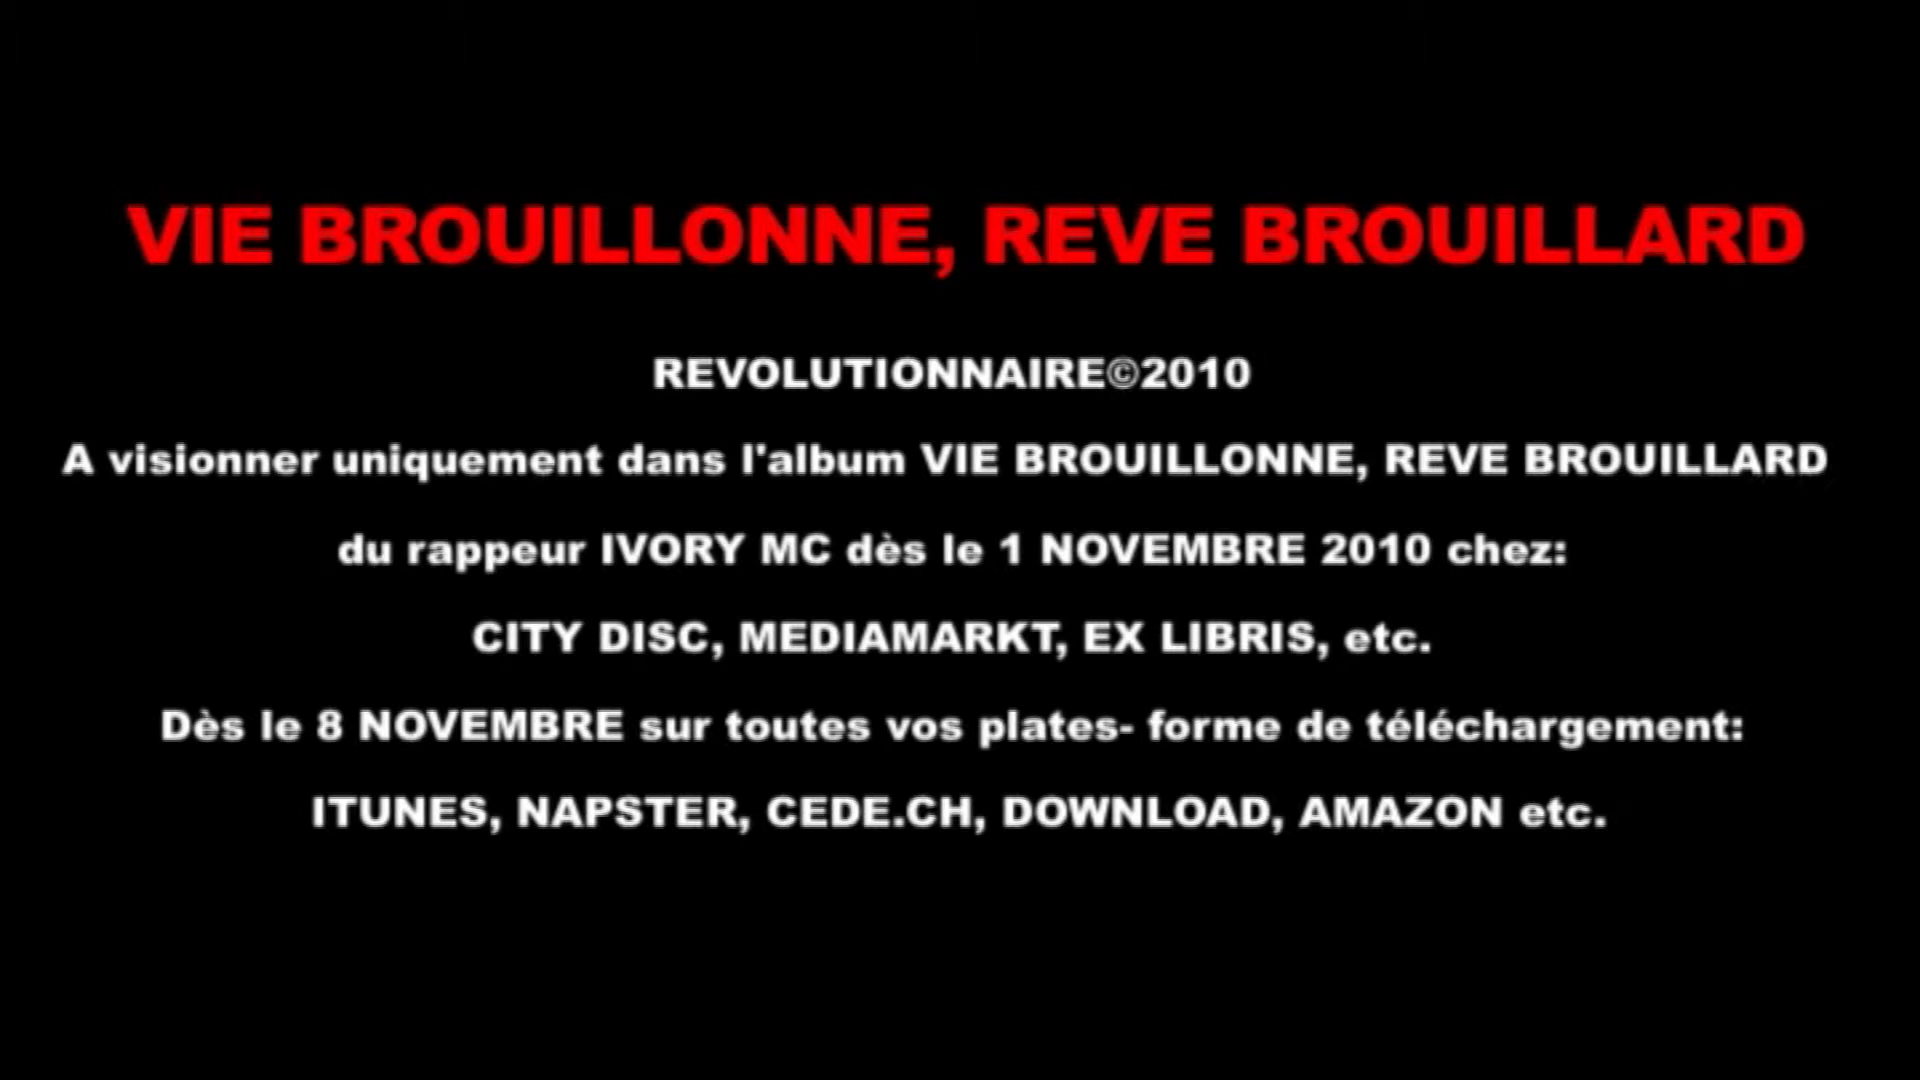 VIE BROUILLONNE, REVE BROUILLARD
REVOLUTIONNAIRE©2010
A visionner uniquement dans l'album VIE BROUILLONNE, REVE BROUILLARD
du rappeur IVORY MC dès le 1 NOVEMBRE 2010 chez:
CITY DISC, MEDIAMARKT, EX LIBRIS, etc.
Dès le 8 NOVEMBRE sur toutes vos plates- forme de téléchargement:
ITUNES, NAPSTER, CEDE.CH, DOWNLOAD, AMAZON etc.